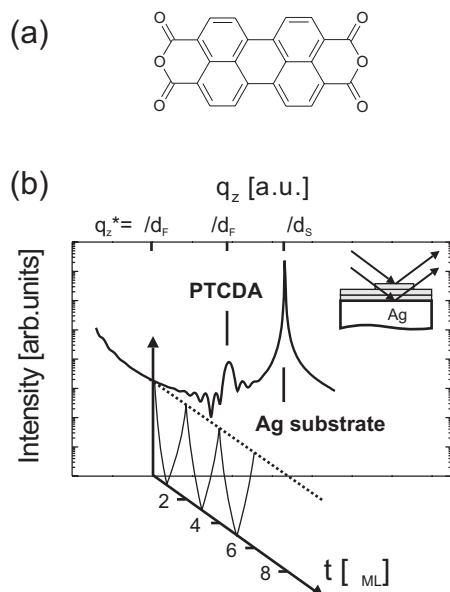 (a)
O O
O O
O O
(b)
q_z [a.u.]
q_z*= /d_F /d_F /d_S
PTCDA
Ag
Ag substrate
Intensity [arb.units]
2
4
6
8
t [ ML]